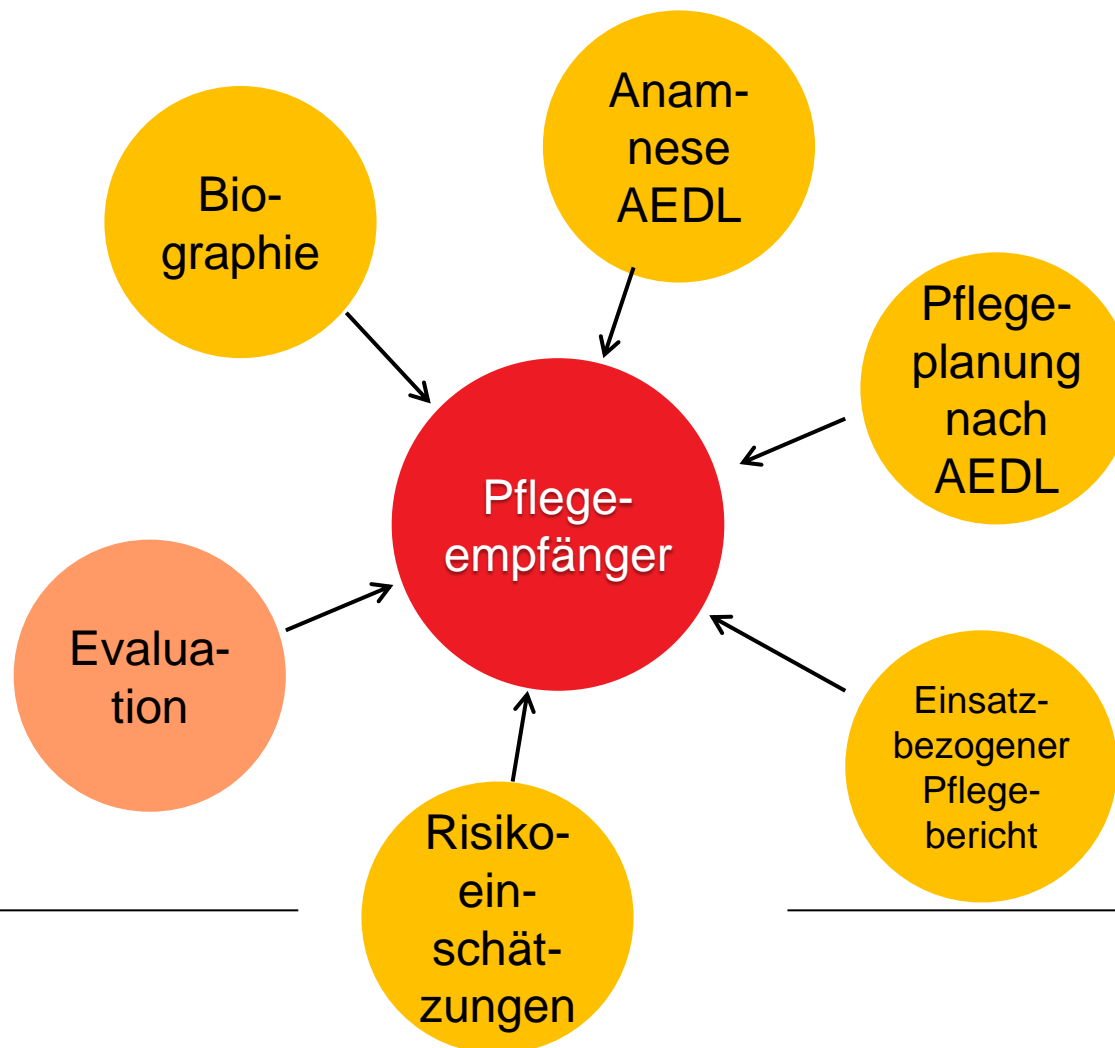 Anam-
nese
AEDL
Bio-
graphie
Pflege-
planung
nach
AEDL
Pflege-
empfänger
Evalua-
tion
Einsatz-
bezogener
Pflege-
bericht
Risiko-
ein-
schät-
zungen